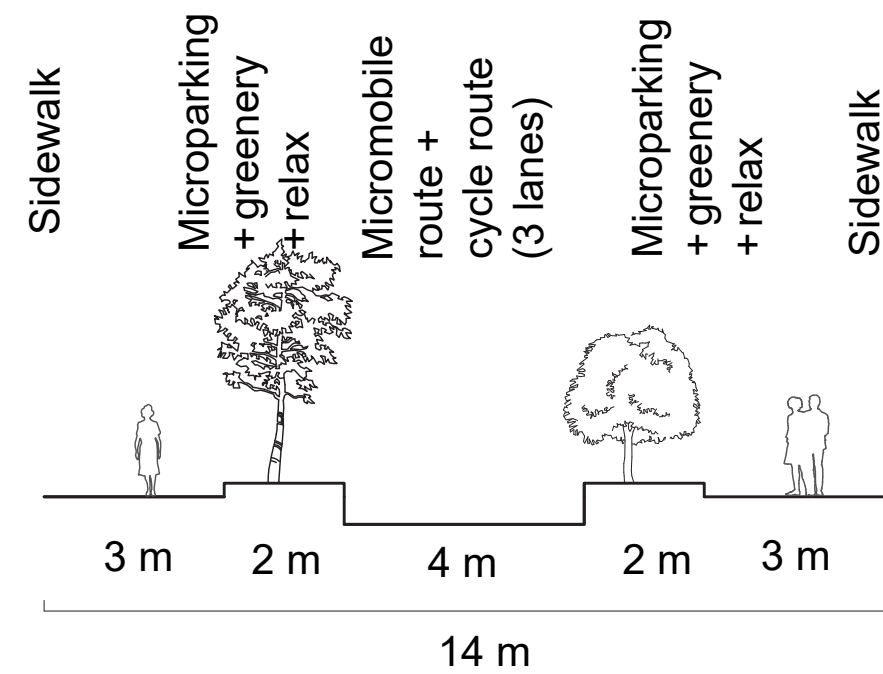 Sidewalk
Microparking
+ greenery
+ relax
Micromobile
route +
cycle route
(3 lanes)
Microparking
+ greenery
+ relax
Sidewalk
3 m
2 m
4 m
2 m
3 m
14 m